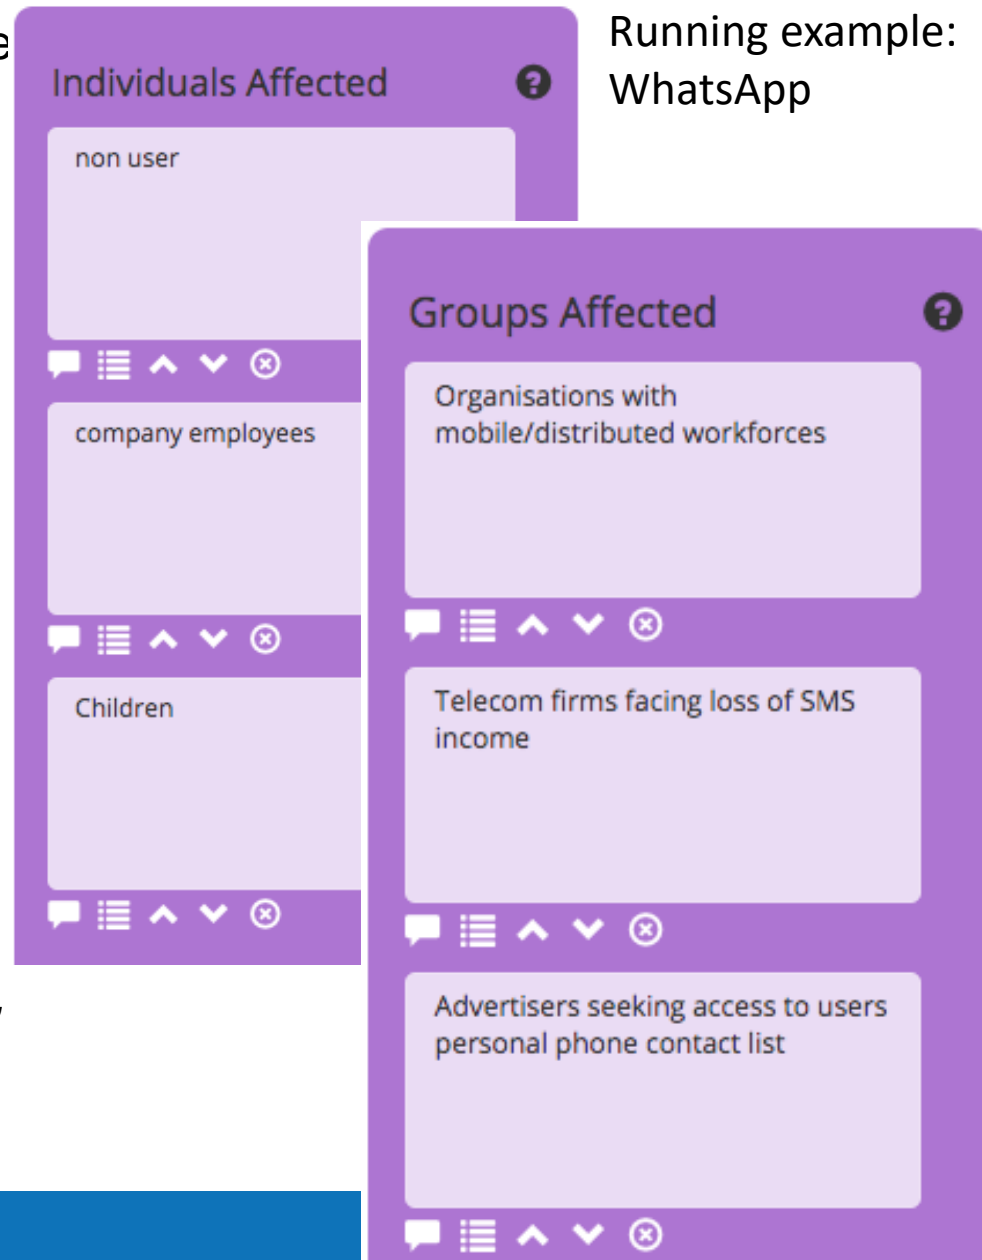 Running example:
WhatsApp
Individuals Affected
non user
company employees
Children
Groups Affected
Organisations with
mobile/distributed workforces
Telecom firms facing loss of SMS
income
Advertisers seeking access to users
personal phone contact list